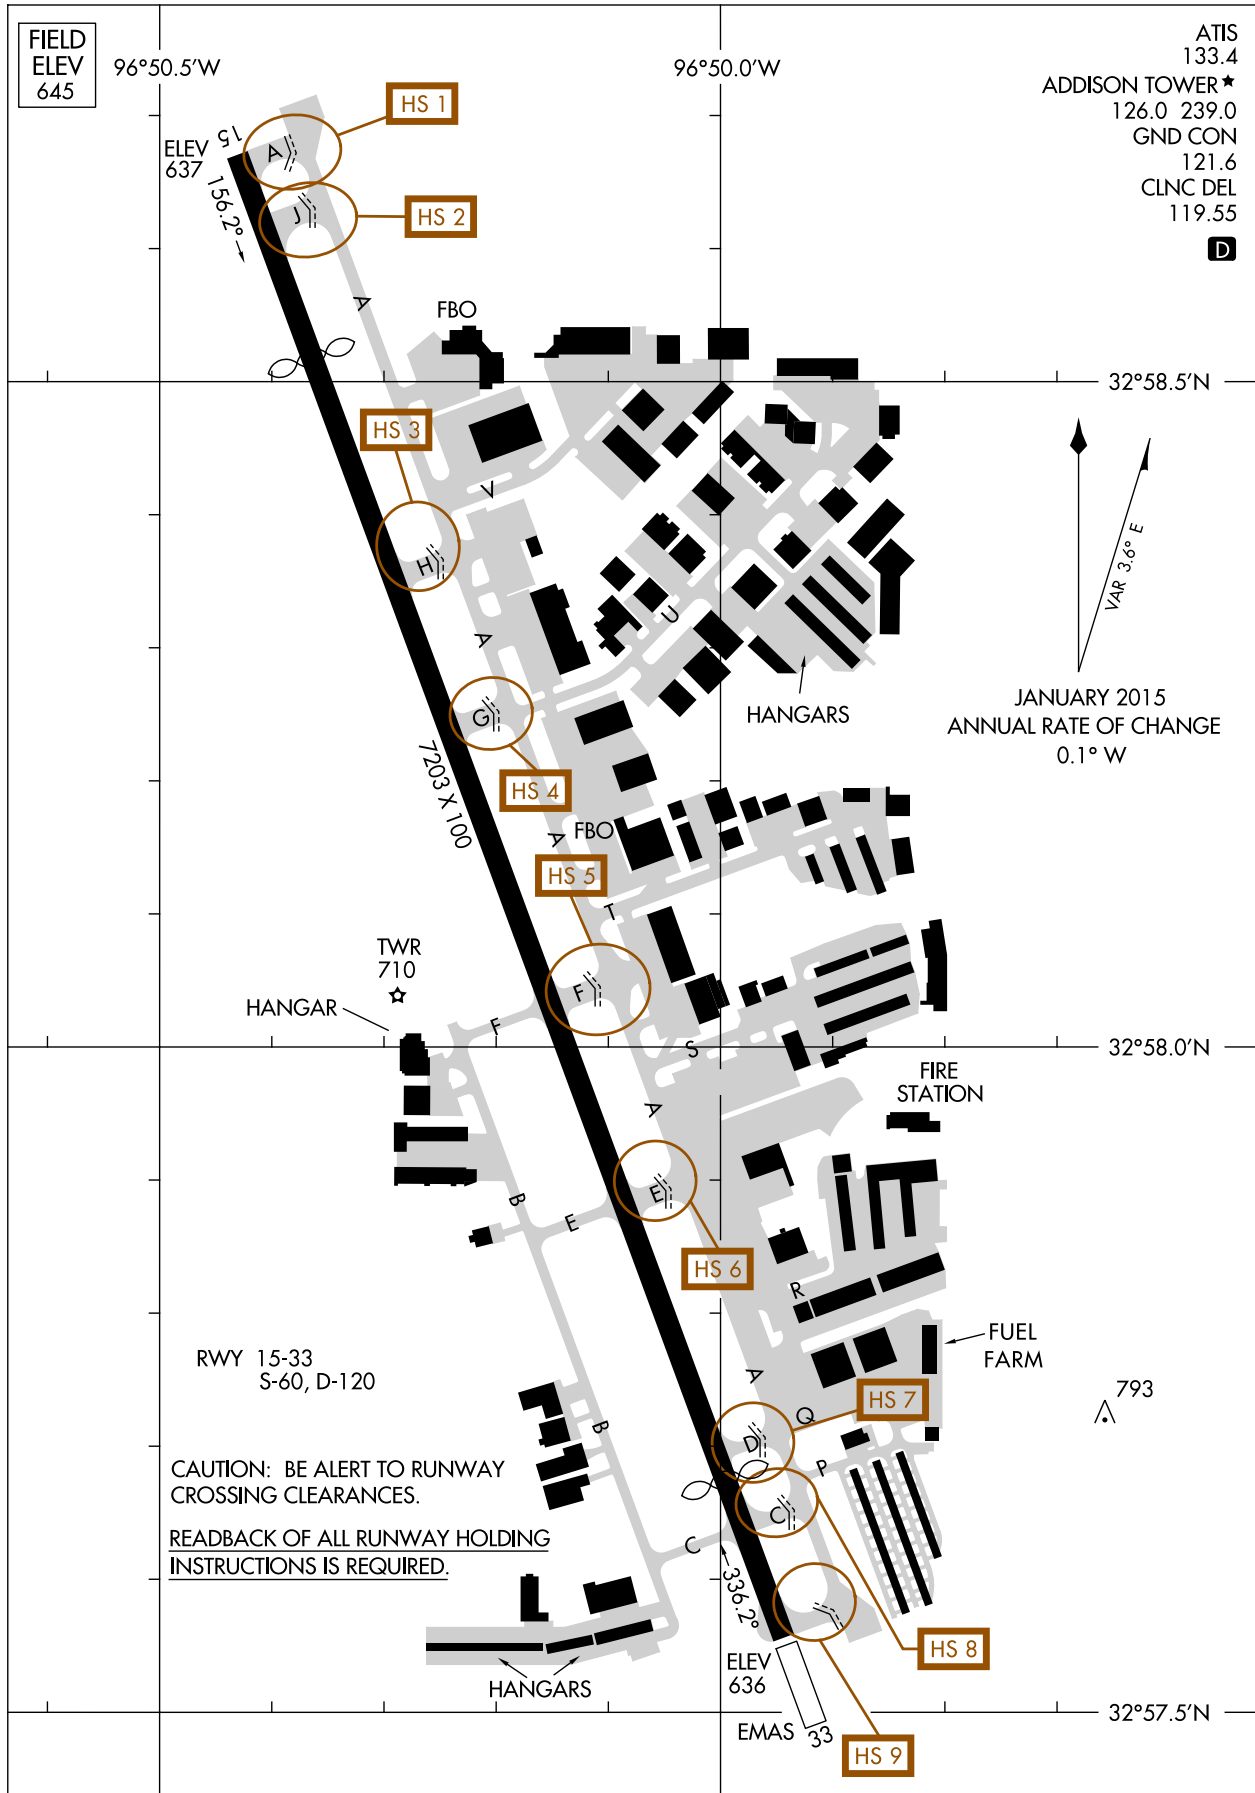 FIELD
ELEV
645
96°50.5'W
96°50.0'W
ATIS
133.4
ADDISON TOWER★
126.0 239.0
GND CON
121.6
CLNC DEL
119.55
D
HS 1
15
A
ELEV
637
156.2°
J
HS 2
A
FBO
32°58.5'N
HS 3
V
H
VAR 3.6° E
U
A
HANGARS
JANUARY 2015
ANNUAL RATE OF CHANGE
0.1° W
G
HS 4
7203 X 100
A
FBO
HS 5
T
TWR
710
HANGAR
F
F
S
32°58.0'N
FIRE
STATION
A
E
B
E
HS 6
R
RWY 15-33
S-60, D-120
FUEL
FARM
A
HS 7
793
Q
B
D
P
CAUTION: BE ALERT TO RUNWAY
CROSSING CLEARANCES.
C
READBACK OF ALL RUNWAY HOLDING
INSTRUCTIONS IS REQUIRED.
C
336.2°
HS 8
ELEV
636
HANGARS
EMAS
33
32°57.5'N
HS 9